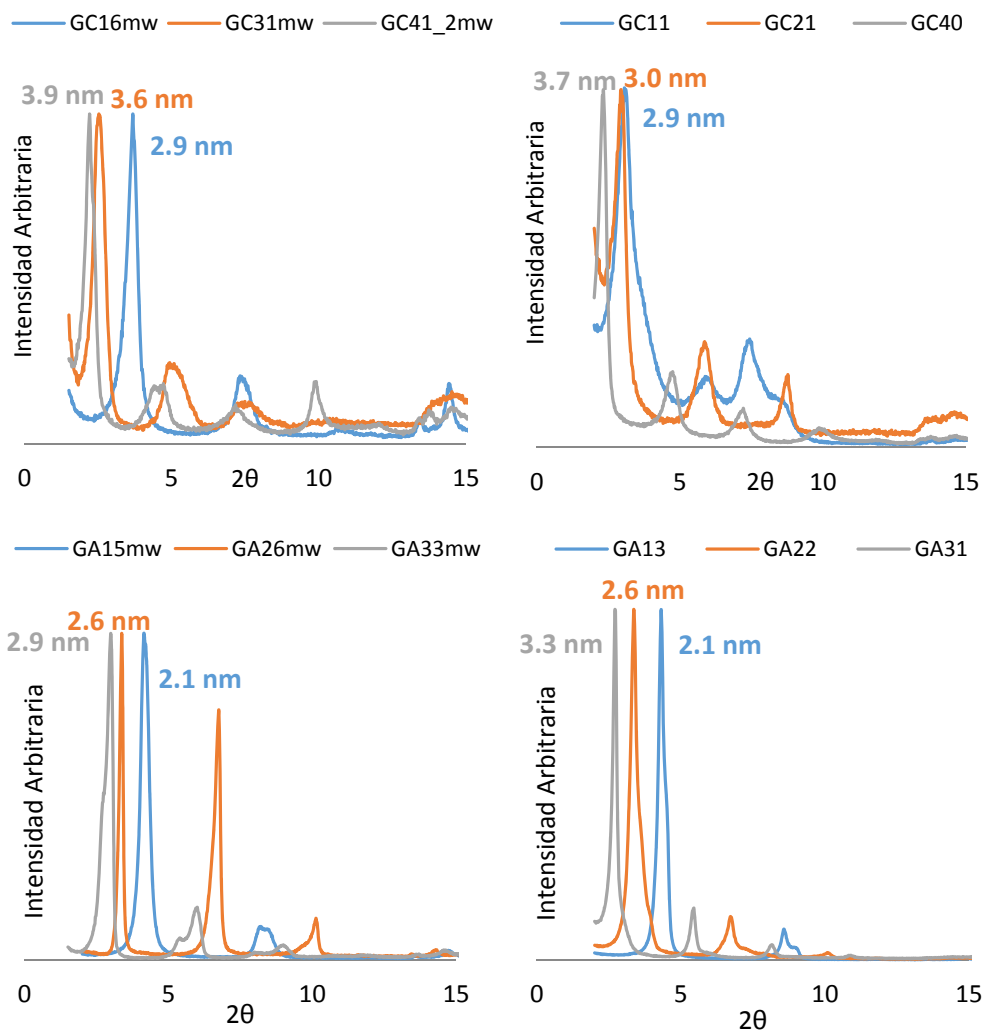 GC16mw GC31mw GC41_2mw
3.9 nm 3.6 nm
2.9 nm
Intensidad Arbitraria
0 5 2θ 10 15
GC11 GC21 GC40
3.7 nm 3.0 nm
2.9 nm
Intensidad Arbitraria
0 5 2θ 10 15
GA15mw GA26mw GA33mw
2.6 nm
2.9 nm
2.1 nm
Intensidad Arbitraria
5 10 15
2θ
GA13 GA22 GA31
2.6 nm
3.3 nm 2.1 nm
Intensidad Arbitraria
0 5 10 15
2θ